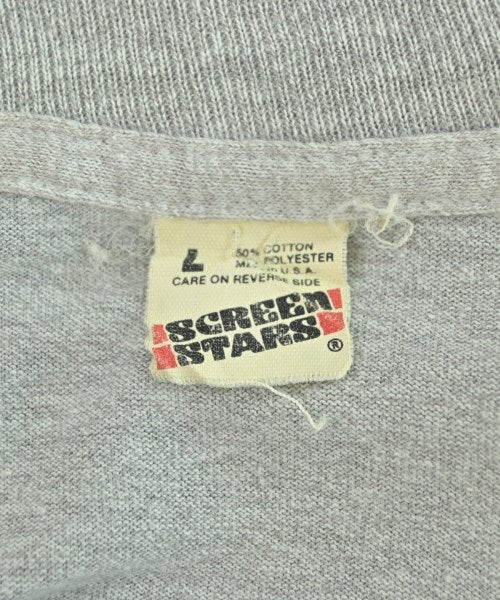 L
50% COTTON
POLYESTER
U.S.A.
CARE ON REVERSE SIDE
SCREEN
STARS
®